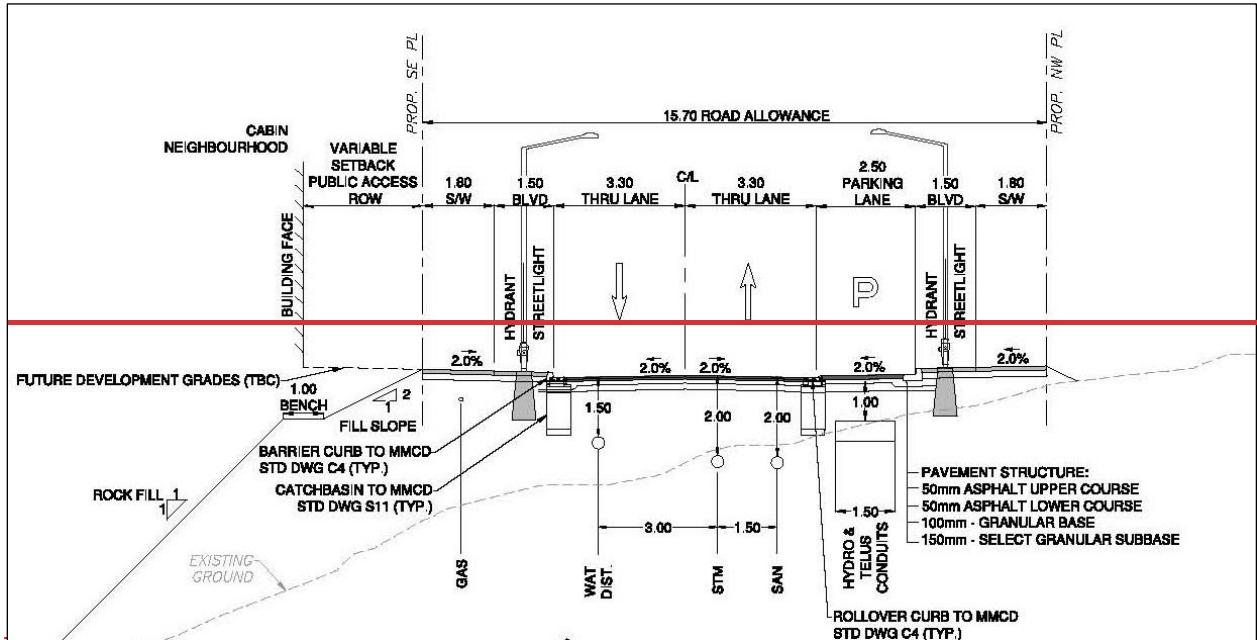 PROP. SE PL
PROP. NW PL
15.70 ROAD ALLOWANCE
CABIN
NEIGHBOURHOOD
VARIABLE
SETBACK
PUBLIC ACCESS
ROW
1.80
S/W
1.50
BLVD
3.30
THRU LANE
C/L
3.30
THRU LANE
2.50
PARKING
LANE
1.50
BLVD
1.80
S/W
BUILDING FACE
HYDRANT
STREETLIGHT
P
HYDRANT
STREETLIGHT
2.0%
2.0%
2.0%
2.0%
2.0%
FUTURE DEVELOPMENT GRADES (TBC)
1.00
BENCH
2
1
FILL SLOPE
1.50
2.00
2.00
1.00
BARRIER CURB TO MMCD
STD DWG C4 (TYP.)
CATCHBASIN TO MMCD
STD DWG S11 (TYP.)
ROCK FILL
1
1
PAVEMENT STRUCTURE:
50mm ASPHALT UPPER COURSE
50mm ASPHALT LOWER COURSE
100mm - GRANULAR BASE
150mm - SELECT GRANULAR SUBBASE
3.00
1.50
1.50
EXISTING
GROUND
GAS
WAT
DIST.
STM
SAN
HYDRO &
TELUS
CONDUITS
ROLLOVER CURB TO MMCD
STD DWG C4 (TYP.)